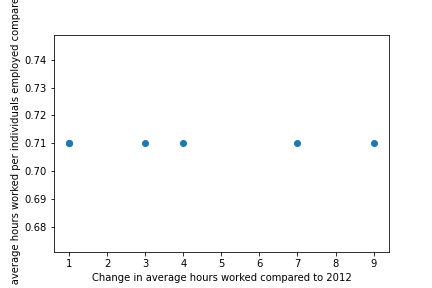 average hours worked per individuals employed compare
0.74
0.73
0.72
0.71
0.70
0.69
0.68
1 2 3 4 5 6 7 8 9
Change in average hours worked compared to 2012